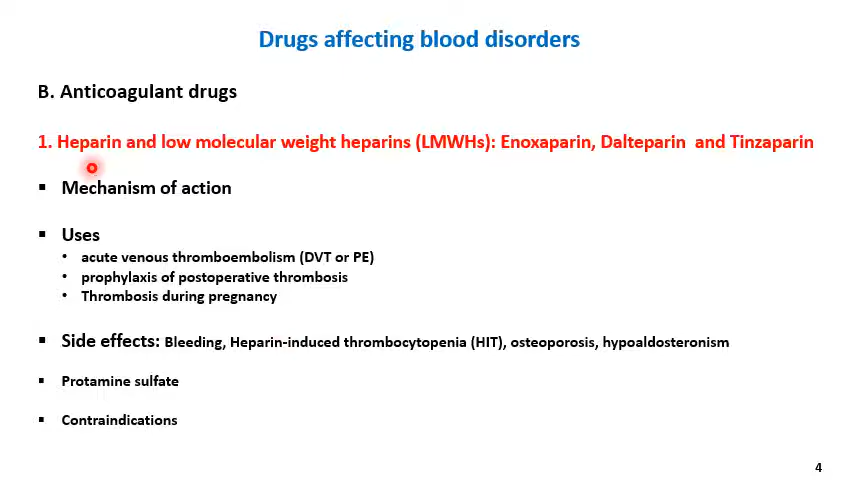 Drugs affecting blood disorders
B. Anticoagulant drugs
1. Heparin and low molecular weight heparins (LMWHs): Enoxaparin, Dalteparin and Tinzaparin
▪ Mechanism of action
▪ Uses
• acute venous thromboembolism (DVT or PE)
• prophylaxis of postoperative thrombosis
• Thrombosis during pregnancy
▪ Side effects: Bleeding, Heparin-induced thrombocytopenia (HIT), osteoporosis, hypoaldosteronism
▪ Protamine sulfate
▪ Contraindications
4